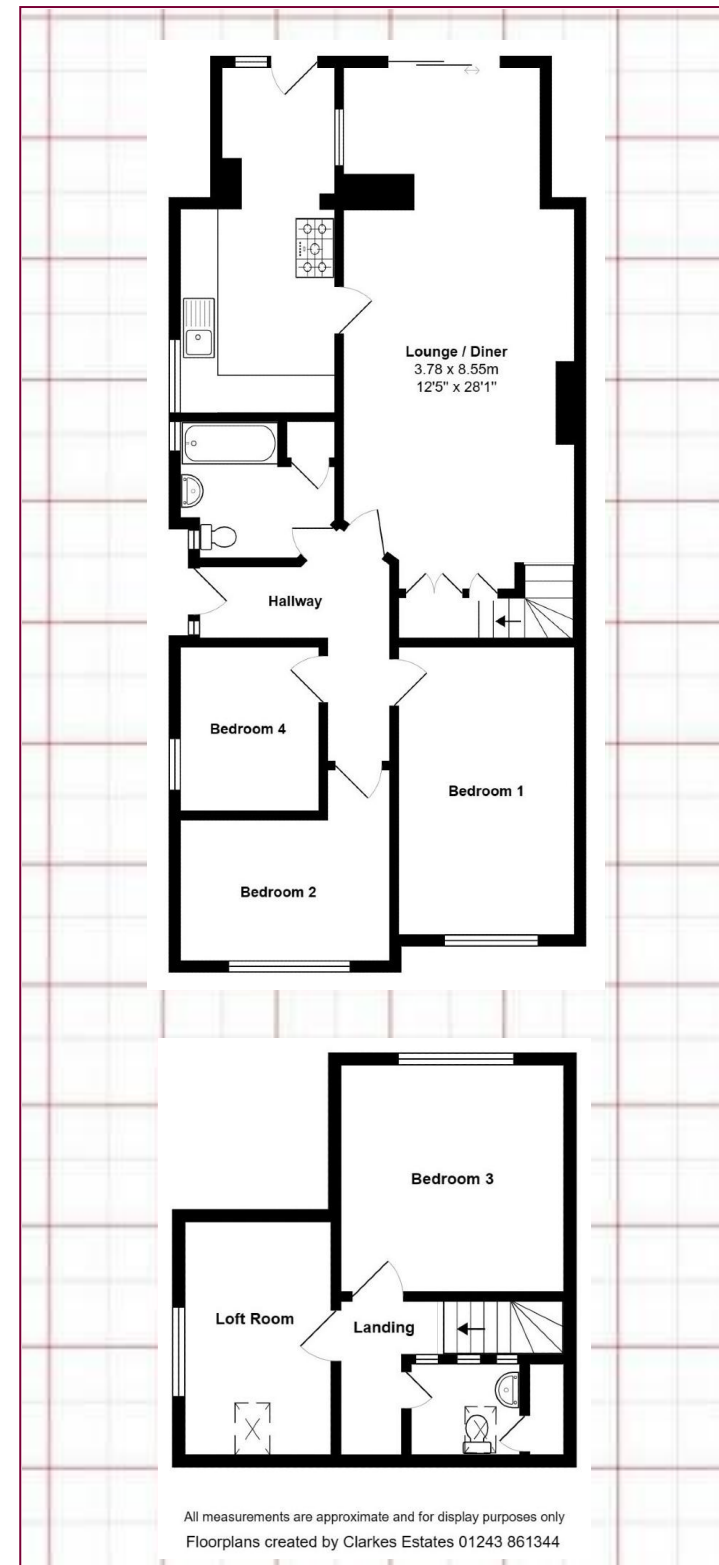 Lounge / Diner
3.78 x 8.55m
12'5" x 28'1"
Hallway
Bedroom 4
Bedroom 1
Bedroom 2
Bedroom 3
Loft Room
Landing
All measurements are approximate and for display purposes only
Floorplans created by Clarkes Estates 01243 861344